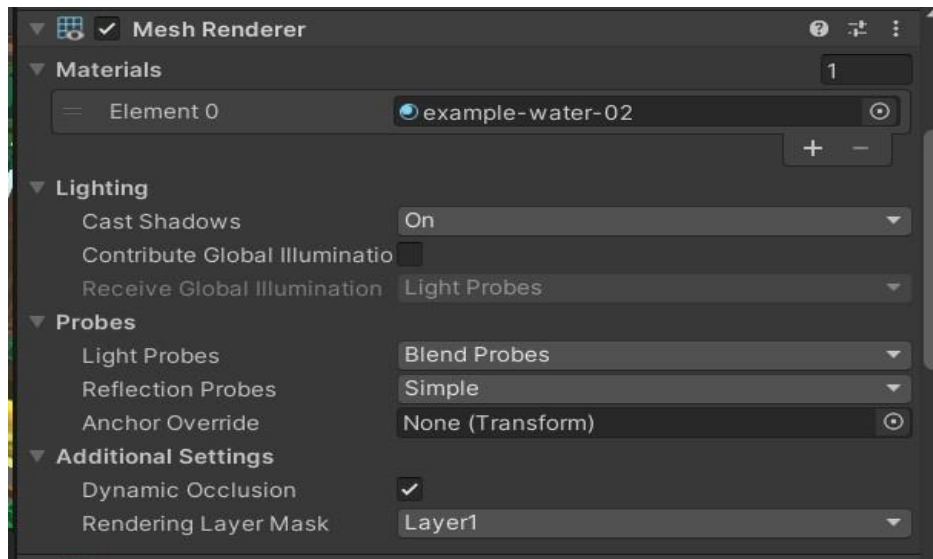 Mesh Renderer
Materials 1
Element 0 example-water-02
Lighting
Cast Shadows On
Contribute Global Illuminatio
Receive Global Illumination Light Probes
Probes
Light Probes Blend Probes
Reflection Probes Simple
Anchor Override None (Transform)
Additional Settings
Dynamic Occlusion
Rendering Layer Mask Layer1